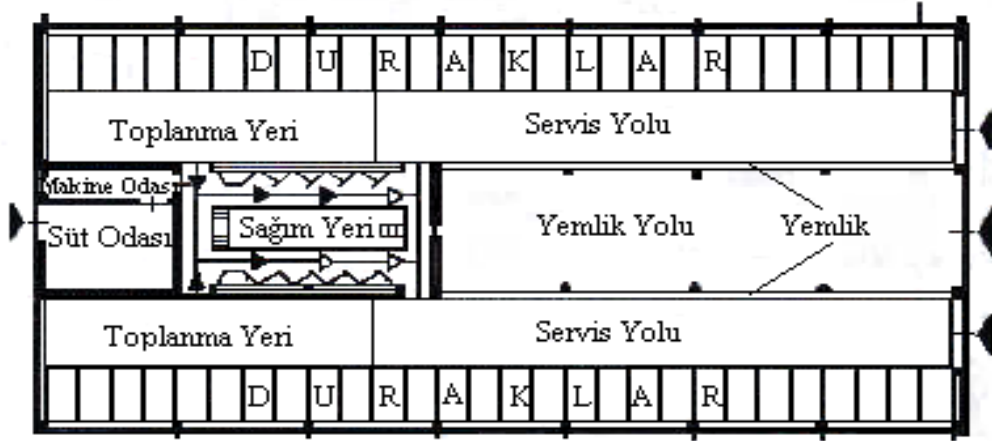 D U R A K L A R
Toplanma Yeri
Servis Yolu
Makine Odası
Süt Odası
Sağım Yeri
Yemlik Yolu
Yemlik
Toplanma Yeri
Servis Yolu
D U R A K L A R